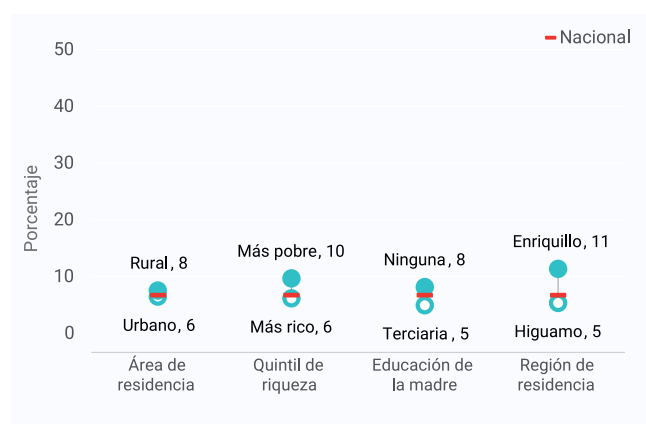 Nacional
Porcentaje
50
40
30
20
10
0
Rural, 8
Urbano, 6
Más pobre, 10
Más rico, 6
Ninguna, 8
Terciaria, 5
Enriquillo, 11
Higuamo, 5
Área de
residencia
Quintil de
riqueza
Educación de
la madre
Región de
residencia